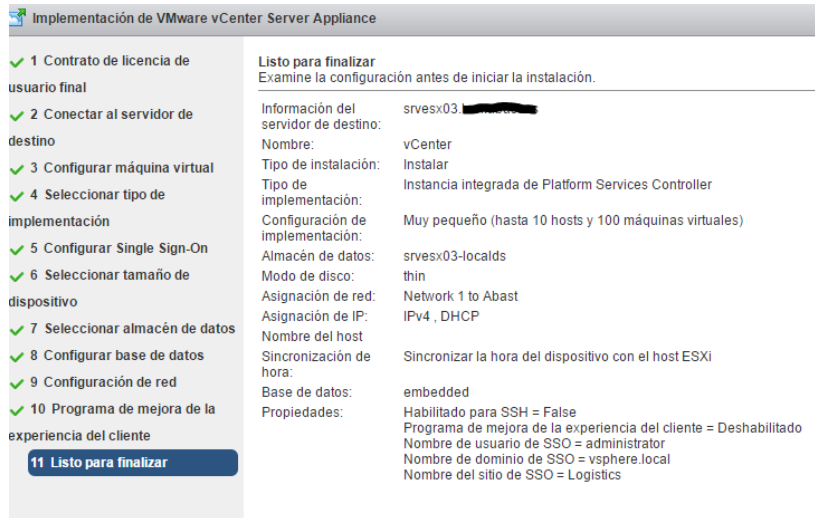 Implementación de VMware vCenter Server Appliance
1 Contrato de licencia de
usuario final
2 Conectar al servidor de
destino
3 Configurar máquina virtual
4 Seleccionar tipo de
implementación
5 Configurar Single Sign-On
6 Seleccionar tamaño de
dispositivo
7 Seleccionar almacén de datos
8 Configurar base de datos
9 Configuración de red
10 Programa de mejora de la
experiencia del cliente
11 Listo para finalizar
Listo para finalizar
Examine la configuración antes de iniciar la instalación.
Información del
servidor de destino:
srvesx03.
Nombre:
vCenter
Tipo de instalación:
Instalar
Tipo de
implementación:
Instancia integrada de Platform Services Controller
Configuración de
implementación:
Muy pequeño (hasta 10 hosts y 100 máquinas virtuales)
Almacén de datos:
srvesx03-localds
Modo de disco:
thin
Asignación de red:
Network 1 to Abast
Asignación de IP:
IPv4 , DHCP
Nombre del host
Sincronización de
hora:
Sincronizar la hora del dispositivo con el host ESXi
Base de datos:
embedded
Propiedades:
Habilitado para SSH = False
Programa de mejora de la experiencia del cliente = Deshabilitado
Nombre de usuario de SSO = administrator
Nombre de dominio de SSO = vsphere.local
Nombre del sitio de SSO = Logistics